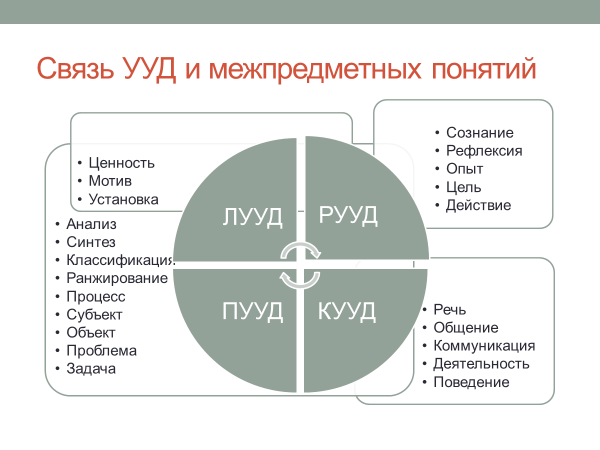 Связь УУД и межпредметных понятий
• Ценность
• Мотив
• Установка
• Сознание
• Рефлексия
• Опыт
• Цель
• Действие
ЛУУД
РУУД
ПУУД
КУУД
• Анализ
• Синтез
• Классификация
• Ранжирование
• Процесс
• Субъект
• Объект
• Проблема
• Задача
• Речь
• Общение
• Коммуникация
• Деятельность
• Поведение